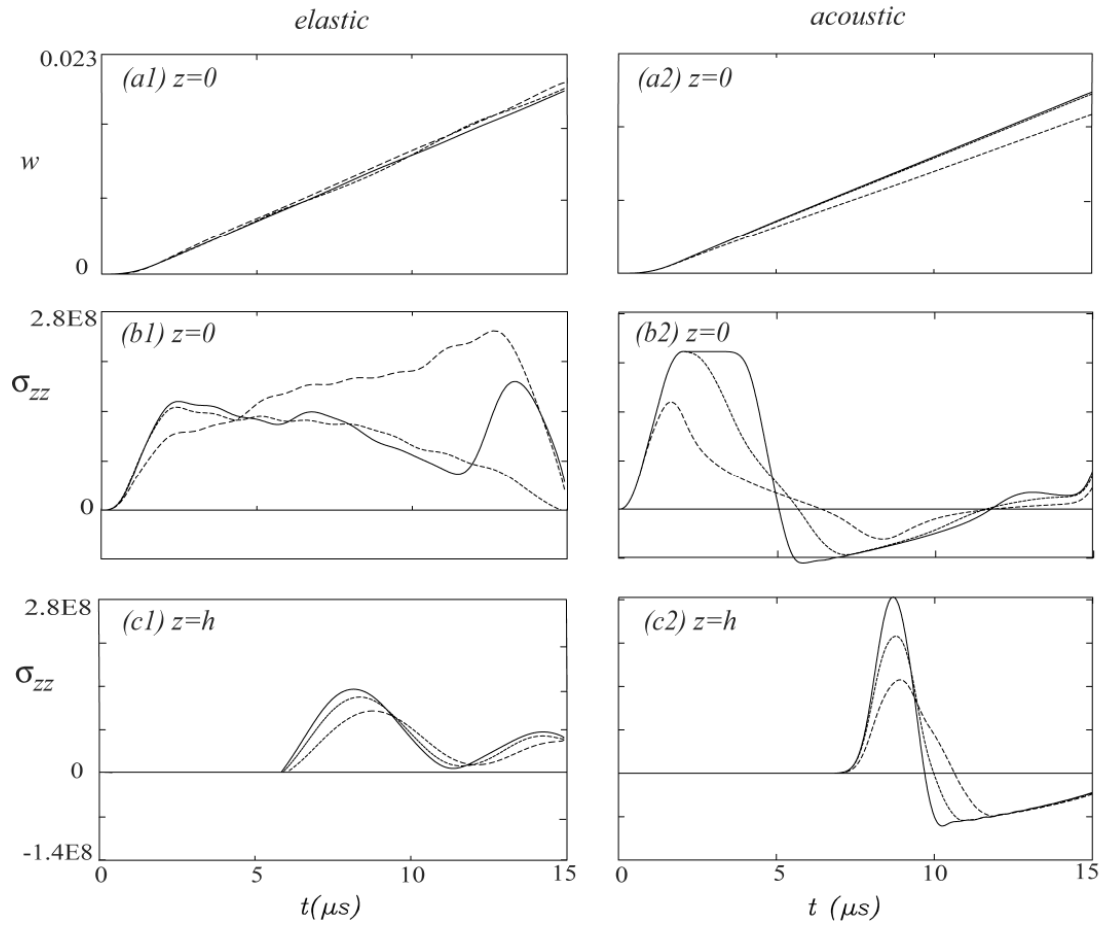 elastic acoustic
0.023 (a1) z=0 (a2) z=0
w
0
2.8E8 (b1) z=0 (b2) z=0
σzz
0
2.8E8 (c1) z=h (c2) z=h
σzz
0
-1.4E8
0 5 10 15 0 5 10 15
t(μs) t (μs)